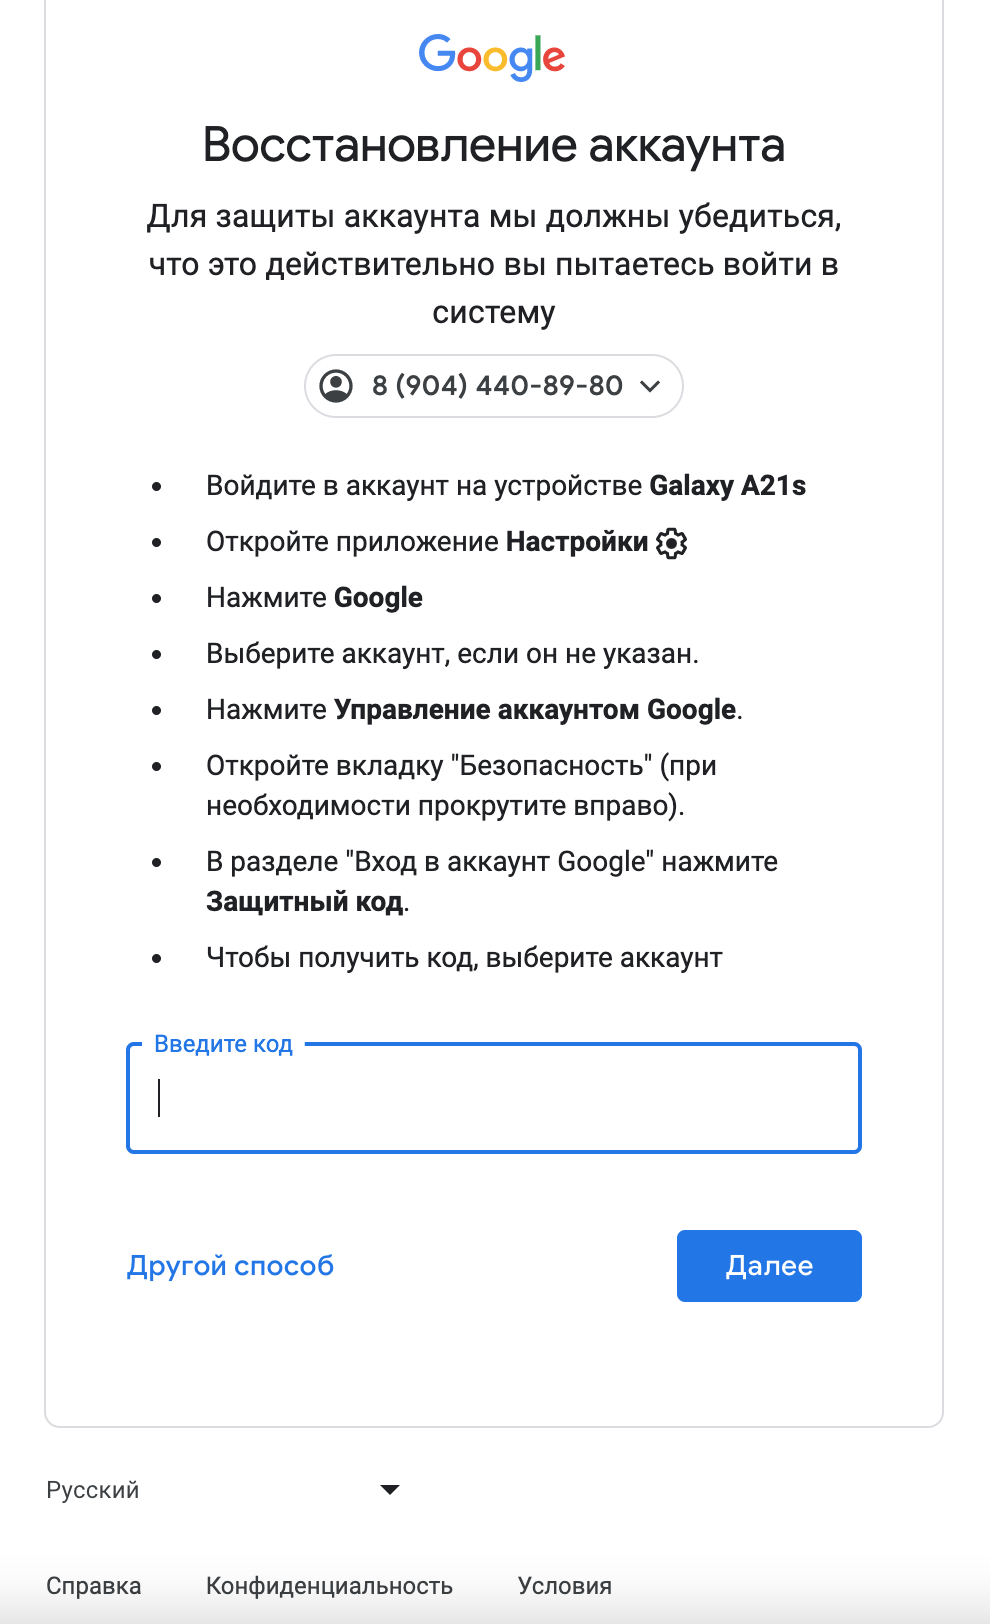 Google
Восстановление аккаунта
Для защиты аккаунта мы должны убедиться,
что это действительно вы пытаетесь войти в
систему
8 (904) 440-89-80
Войдите в аккаунт на устройстве Galaxy A21s
Откройте приложение Настройки
Нажмите Google
Выберите аккаунт, если он не указан.
Нажмите Управление аккаунтом Google.
Откройте вкладку "Безопасность" (при
необходимости прокрутите вправо).
В разделе "Вход в аккаунт Google" нажмите
Защитный код.
Чтобы получить код, выберите аккаунт
Введите код
Другой способ
Далее
Русский
Справка Конфиденциальность Условия